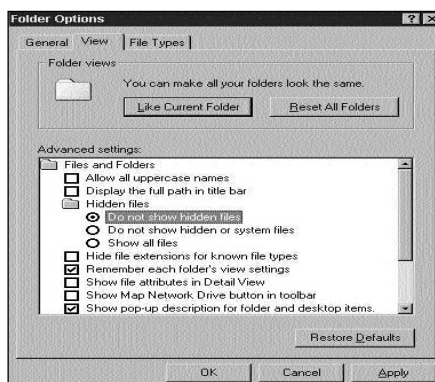 Folder Options
General View File Types
Folder views
You can make all your folders look the same.
Like Current Folder Reset All Folders
Advanced settings:
Files and Folders
Allow all uppercase names
Display the full path in title bar
Hidden files
Do not show hidden files
Do not show hidden or system files
Show all files
Hide file extensions for known file types
Remember each folder's view settings
Show file attributes in Detail View
Show Map Network Drive button in toolbar
Show pop-up description for folder and desktop items.
Restore Defaults
OK Cancel Apply